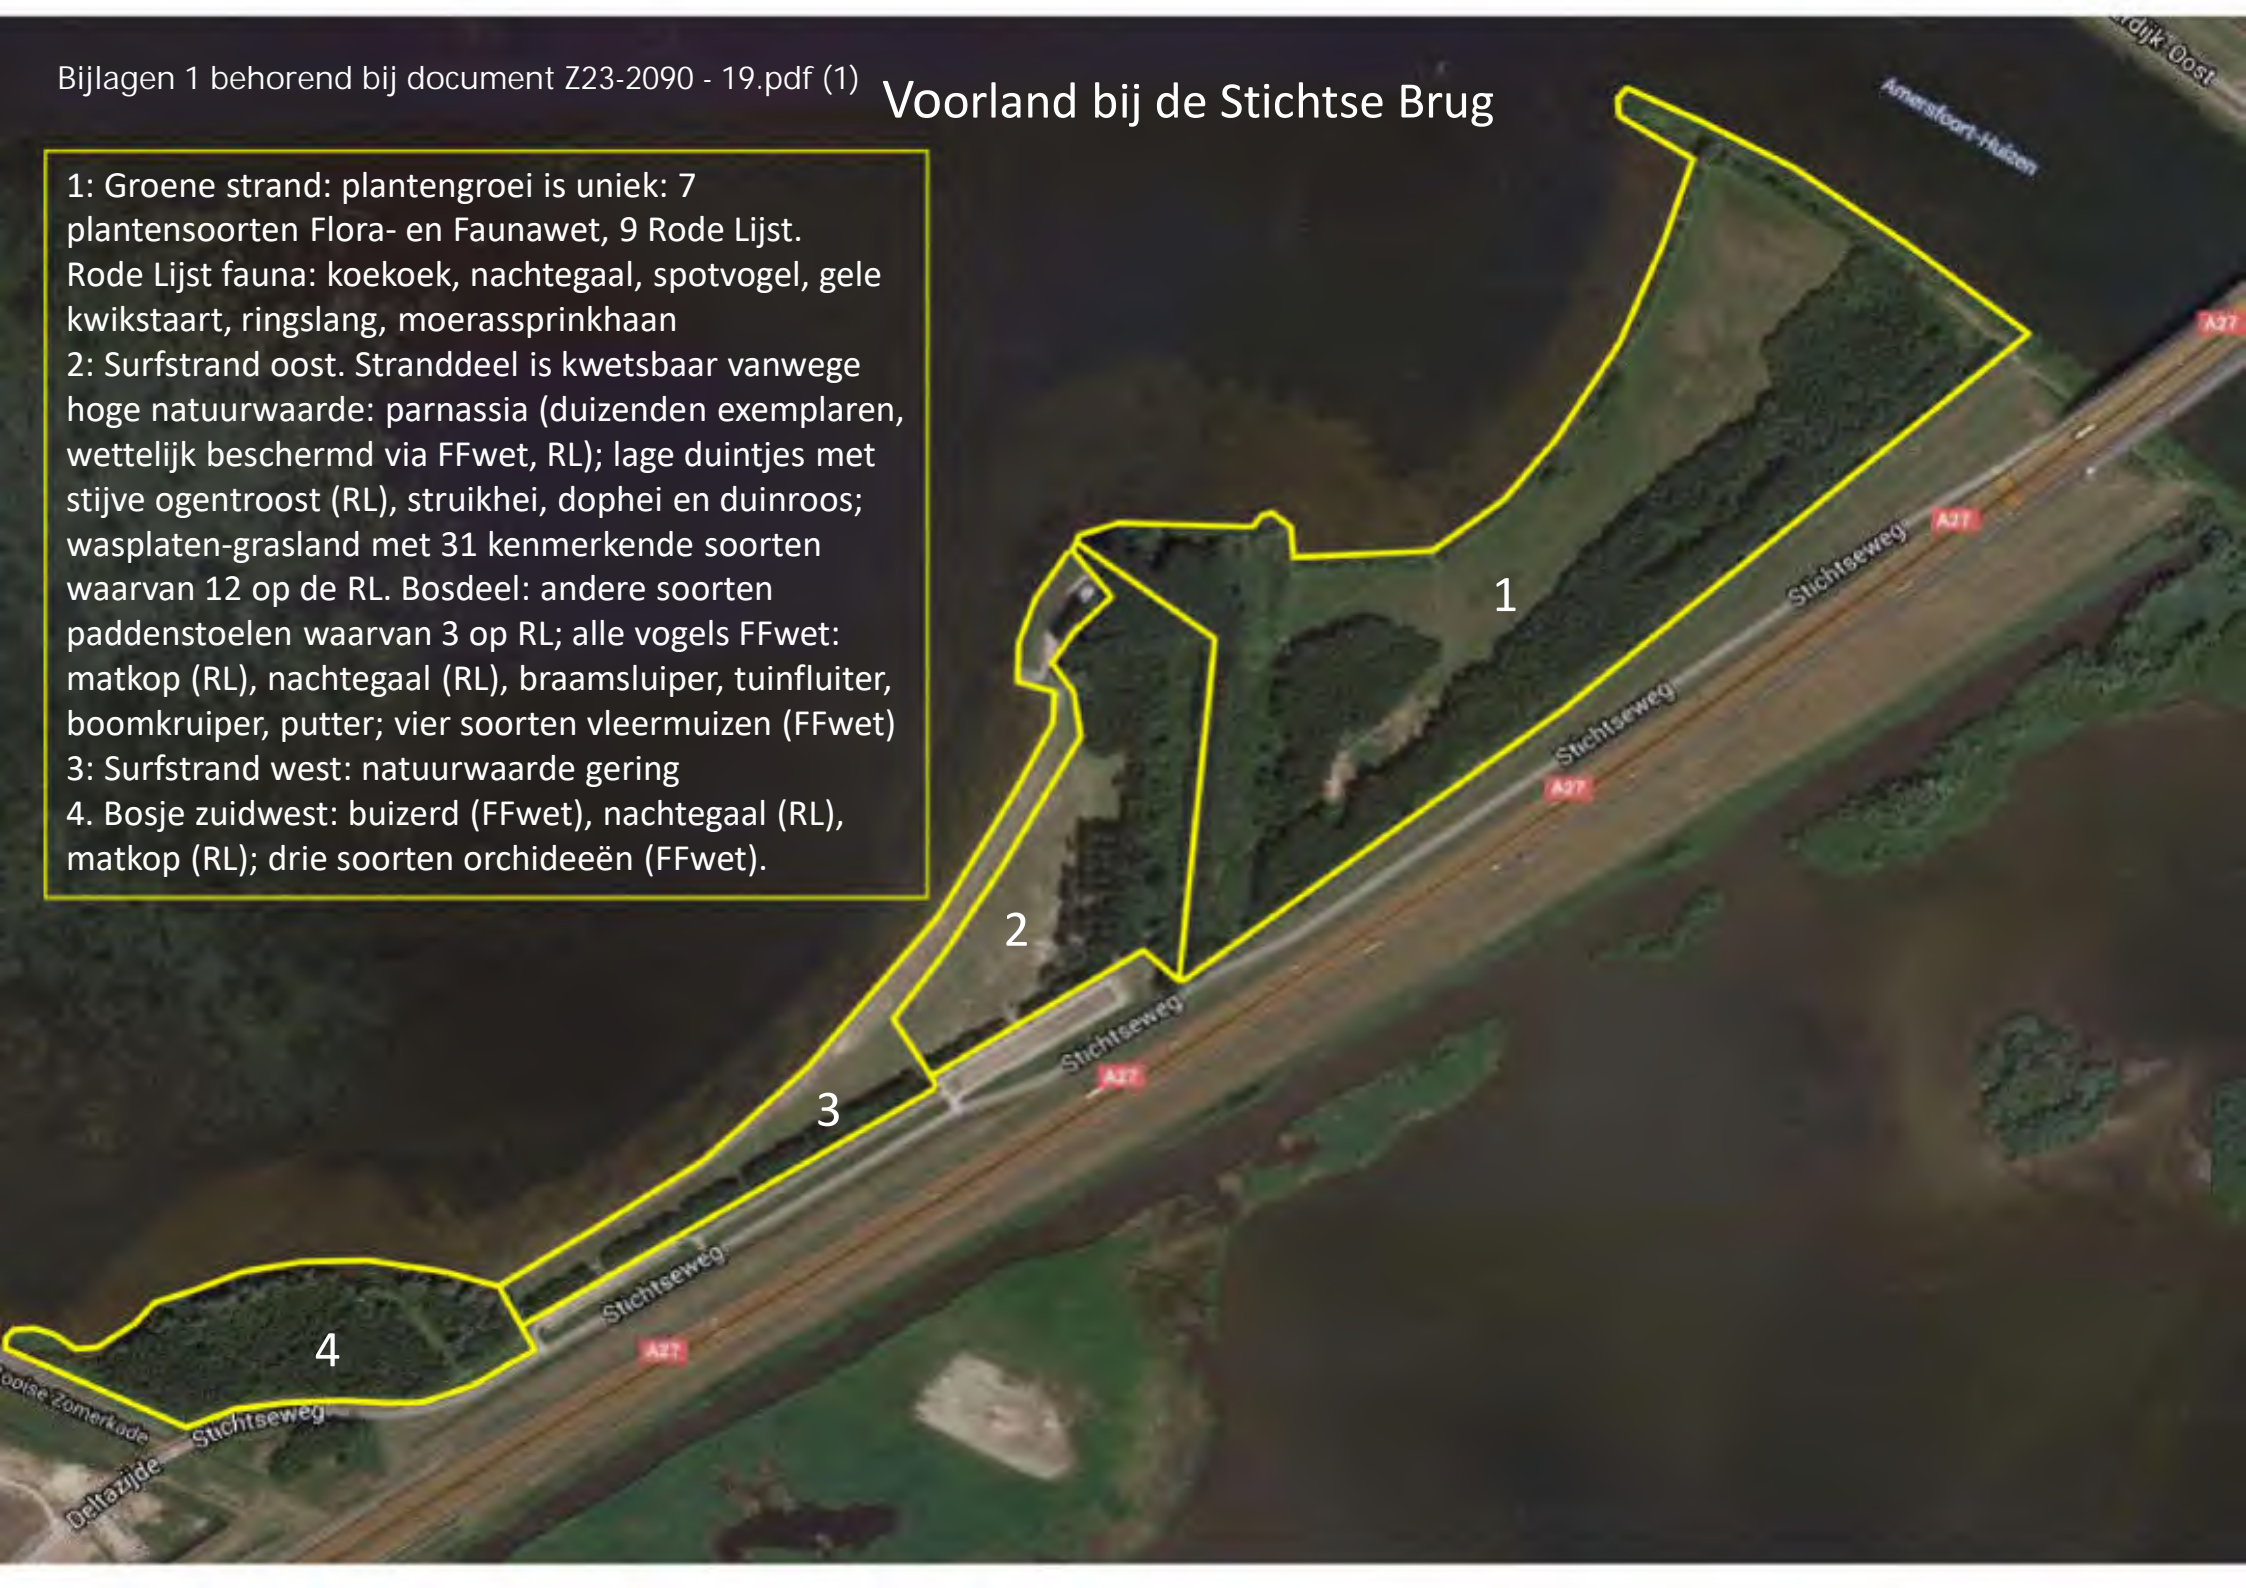 Bijlagen 1 behorend bij document Z23-2090 - 19.pdf (1)
Voorland bij de Stichtse Brug
1: Groene strand: plantengroei is uniek: 7
plantensoorten Flora- en Faunawet, 9 Rode Lijst.
Rode Lijst fauna: koekoek, nachtegaal, spotvogel, gele
kwikstaart, ringslang, moerassprinkhaan
2: Surfstrand oost. Stranddeel is kwetsbaar vanwege
hoge natuurwaarde: parnassia (duizenden exemplaren,
wettelijk beschermd via FFwet, RL); lage duintjes met
stijve ogentroost (RL), struikhei, dophei en duinroos;
wasplaten-grasland met 31 kenmerkende soorten
waarvan 12 op de RL. Bosdeel: andere soorten
paddenstoelen waarvan 3 op RL; alle vogels FFwet:
matkop (RL), nachtegaal (RL), braamsluiper, tuinfluiter,
boomkruiper, putter; vier soorten vleermuizen (FFwet)
3: Surfstrand west: natuurwaarde gering
4. Bosje zuidwest: buizerd (FFwet), nachtegaal (RL),
matkop (RL); drie soorten orchideeën (FFwet).
rdijk Oost
Amersfoort-Huizen
A27
A27
Stichtseweg
1
Stichtseweg
A27
2
Stichtseweg
A27
3
Stichtseweg
A27
4
ooise Zomerkade
Stichtseweg
Deltazijde